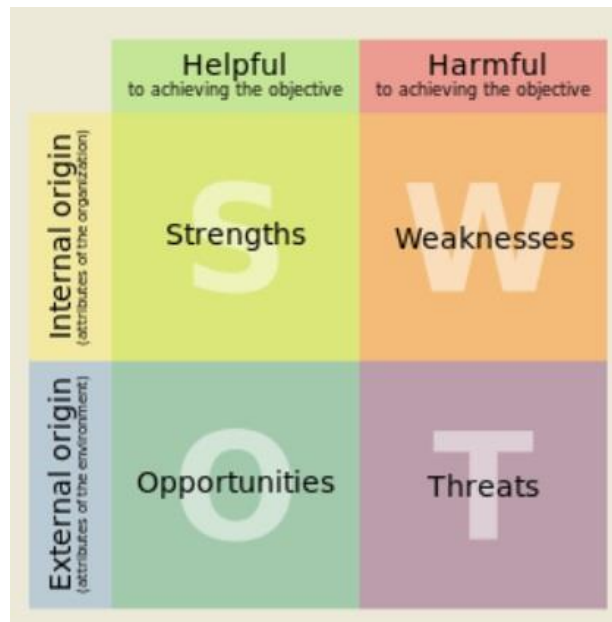 Helpful
to achieving the objective
Harmful
to achieving the objective
Internal origin
(attributes of the organization)
S
Strengths
W
Weaknesses
External origin
(attributes of the environment)
O
Opportunities
T
Threats